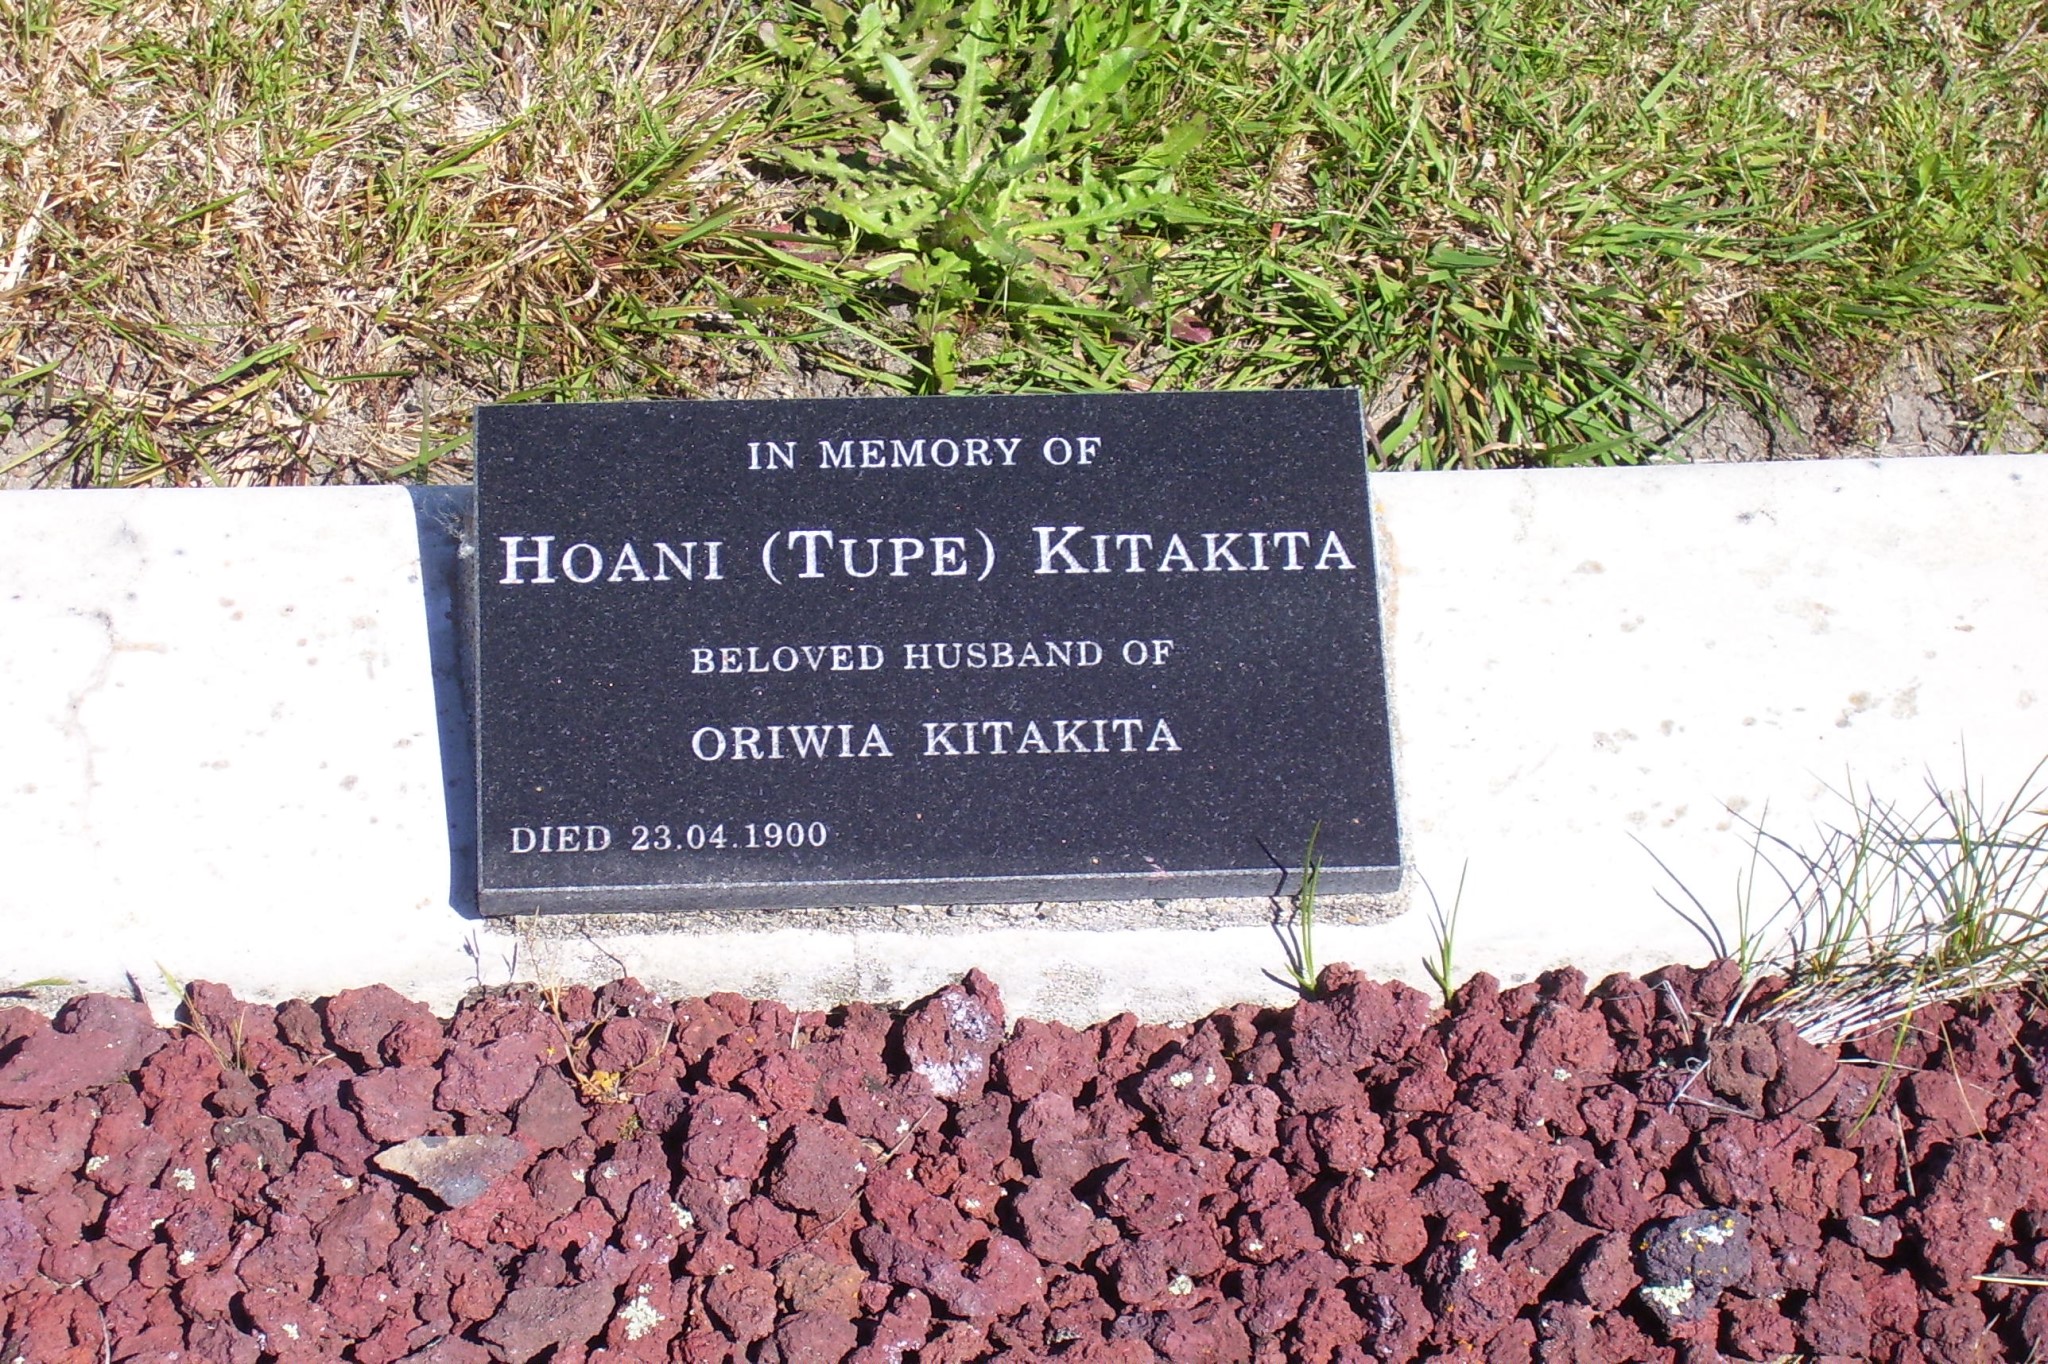 IN MEMORY OF
HOANI (TUPE) KITAKITA
BELOVED HUSBAND OF
ORIWIA KITAKITA
DIED 23.04.1900